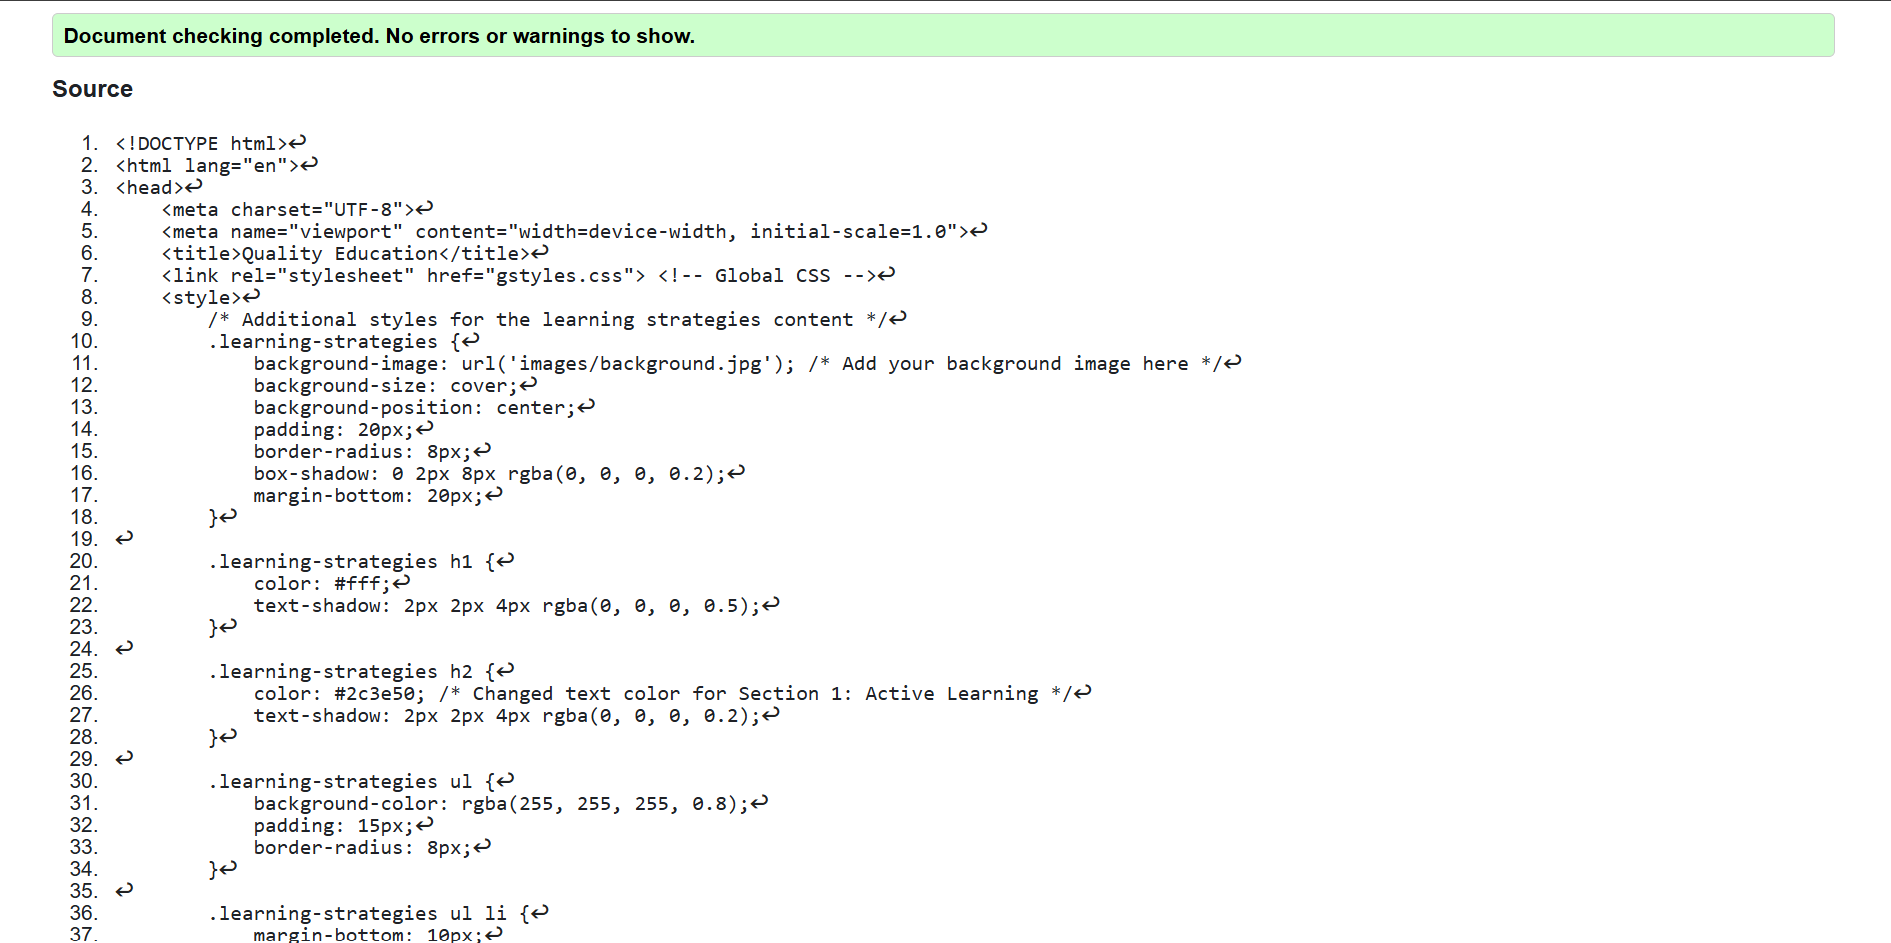 Document checking completed. No errors or warnings to show.
Source
1. <!DOCTYPE html>↩
2. <html lang="en">↩
3. <head>↩
4.     <meta charset="UTF-8">↩
5.     <meta name="viewport" content="width=device-width, initial-scale=1.0">↩
6.     <title>Quality Education</title>↩
7.     <link rel="stylesheet" href="gstyles.css"> <!-- Global CSS -->↩
8.     <style>↩
9.         /* Additional styles for the learning strategies content */↩
10.         .learning-strategies {↩
11.             background-image: url('images/background.jpg'); /* Add your background image here */↩
12.             background-size: cover;↩
13.             background-position: center;↩
14.             padding: 20px;↩
15.             border-radius: 8px;↩
16.             box-shadow: 0 2px 8px rgba(0, 0, 0, 0.2);↩
17.             margin-bottom: 20px;↩
18.         }↩
19. ↩
20.         .learning-strategies h1 {↩
21.             color: #fff;↩
22.             text-shadow: 2px 2px 4px rgba(0, 0, 0, 0.5);↩
23.         }↩
24. ↩
25.         .learning-strategies h2 {↩
26.             color: #2c3e50; /* Changed text color for Section 1: Active Learning */↩
27.             text-shadow: 2px 2px 4px rgba(0, 0, 0, 0.2);↩
28.         }↩
29. ↩
30.         .learning-strategies ul {↩
31.             background-color: rgba(255, 255, 255, 0.8);↩
32.             padding: 15px;↩
33.             border-radius: 8px;↩
34.         }↩
35. ↩
36.         .learning-strategies ul li {↩
37.             margin-bottom: 10px;↩